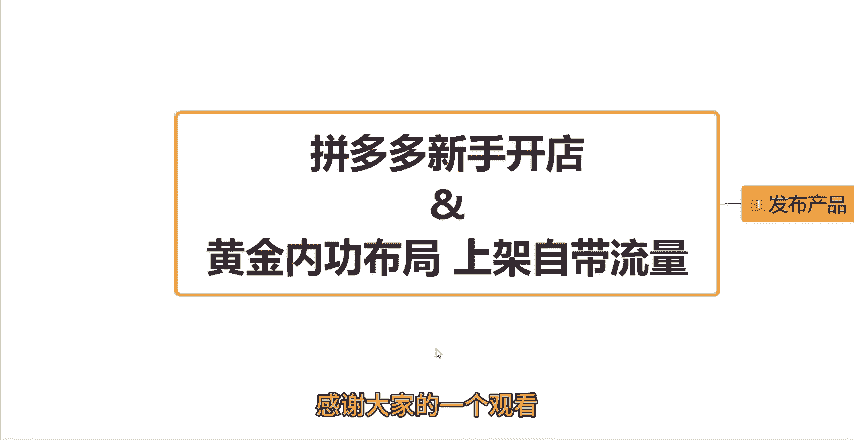 拼多多新手开店
&
黄金内功布局 上架自带流量
① 发布产品
感谢大家的一个观看